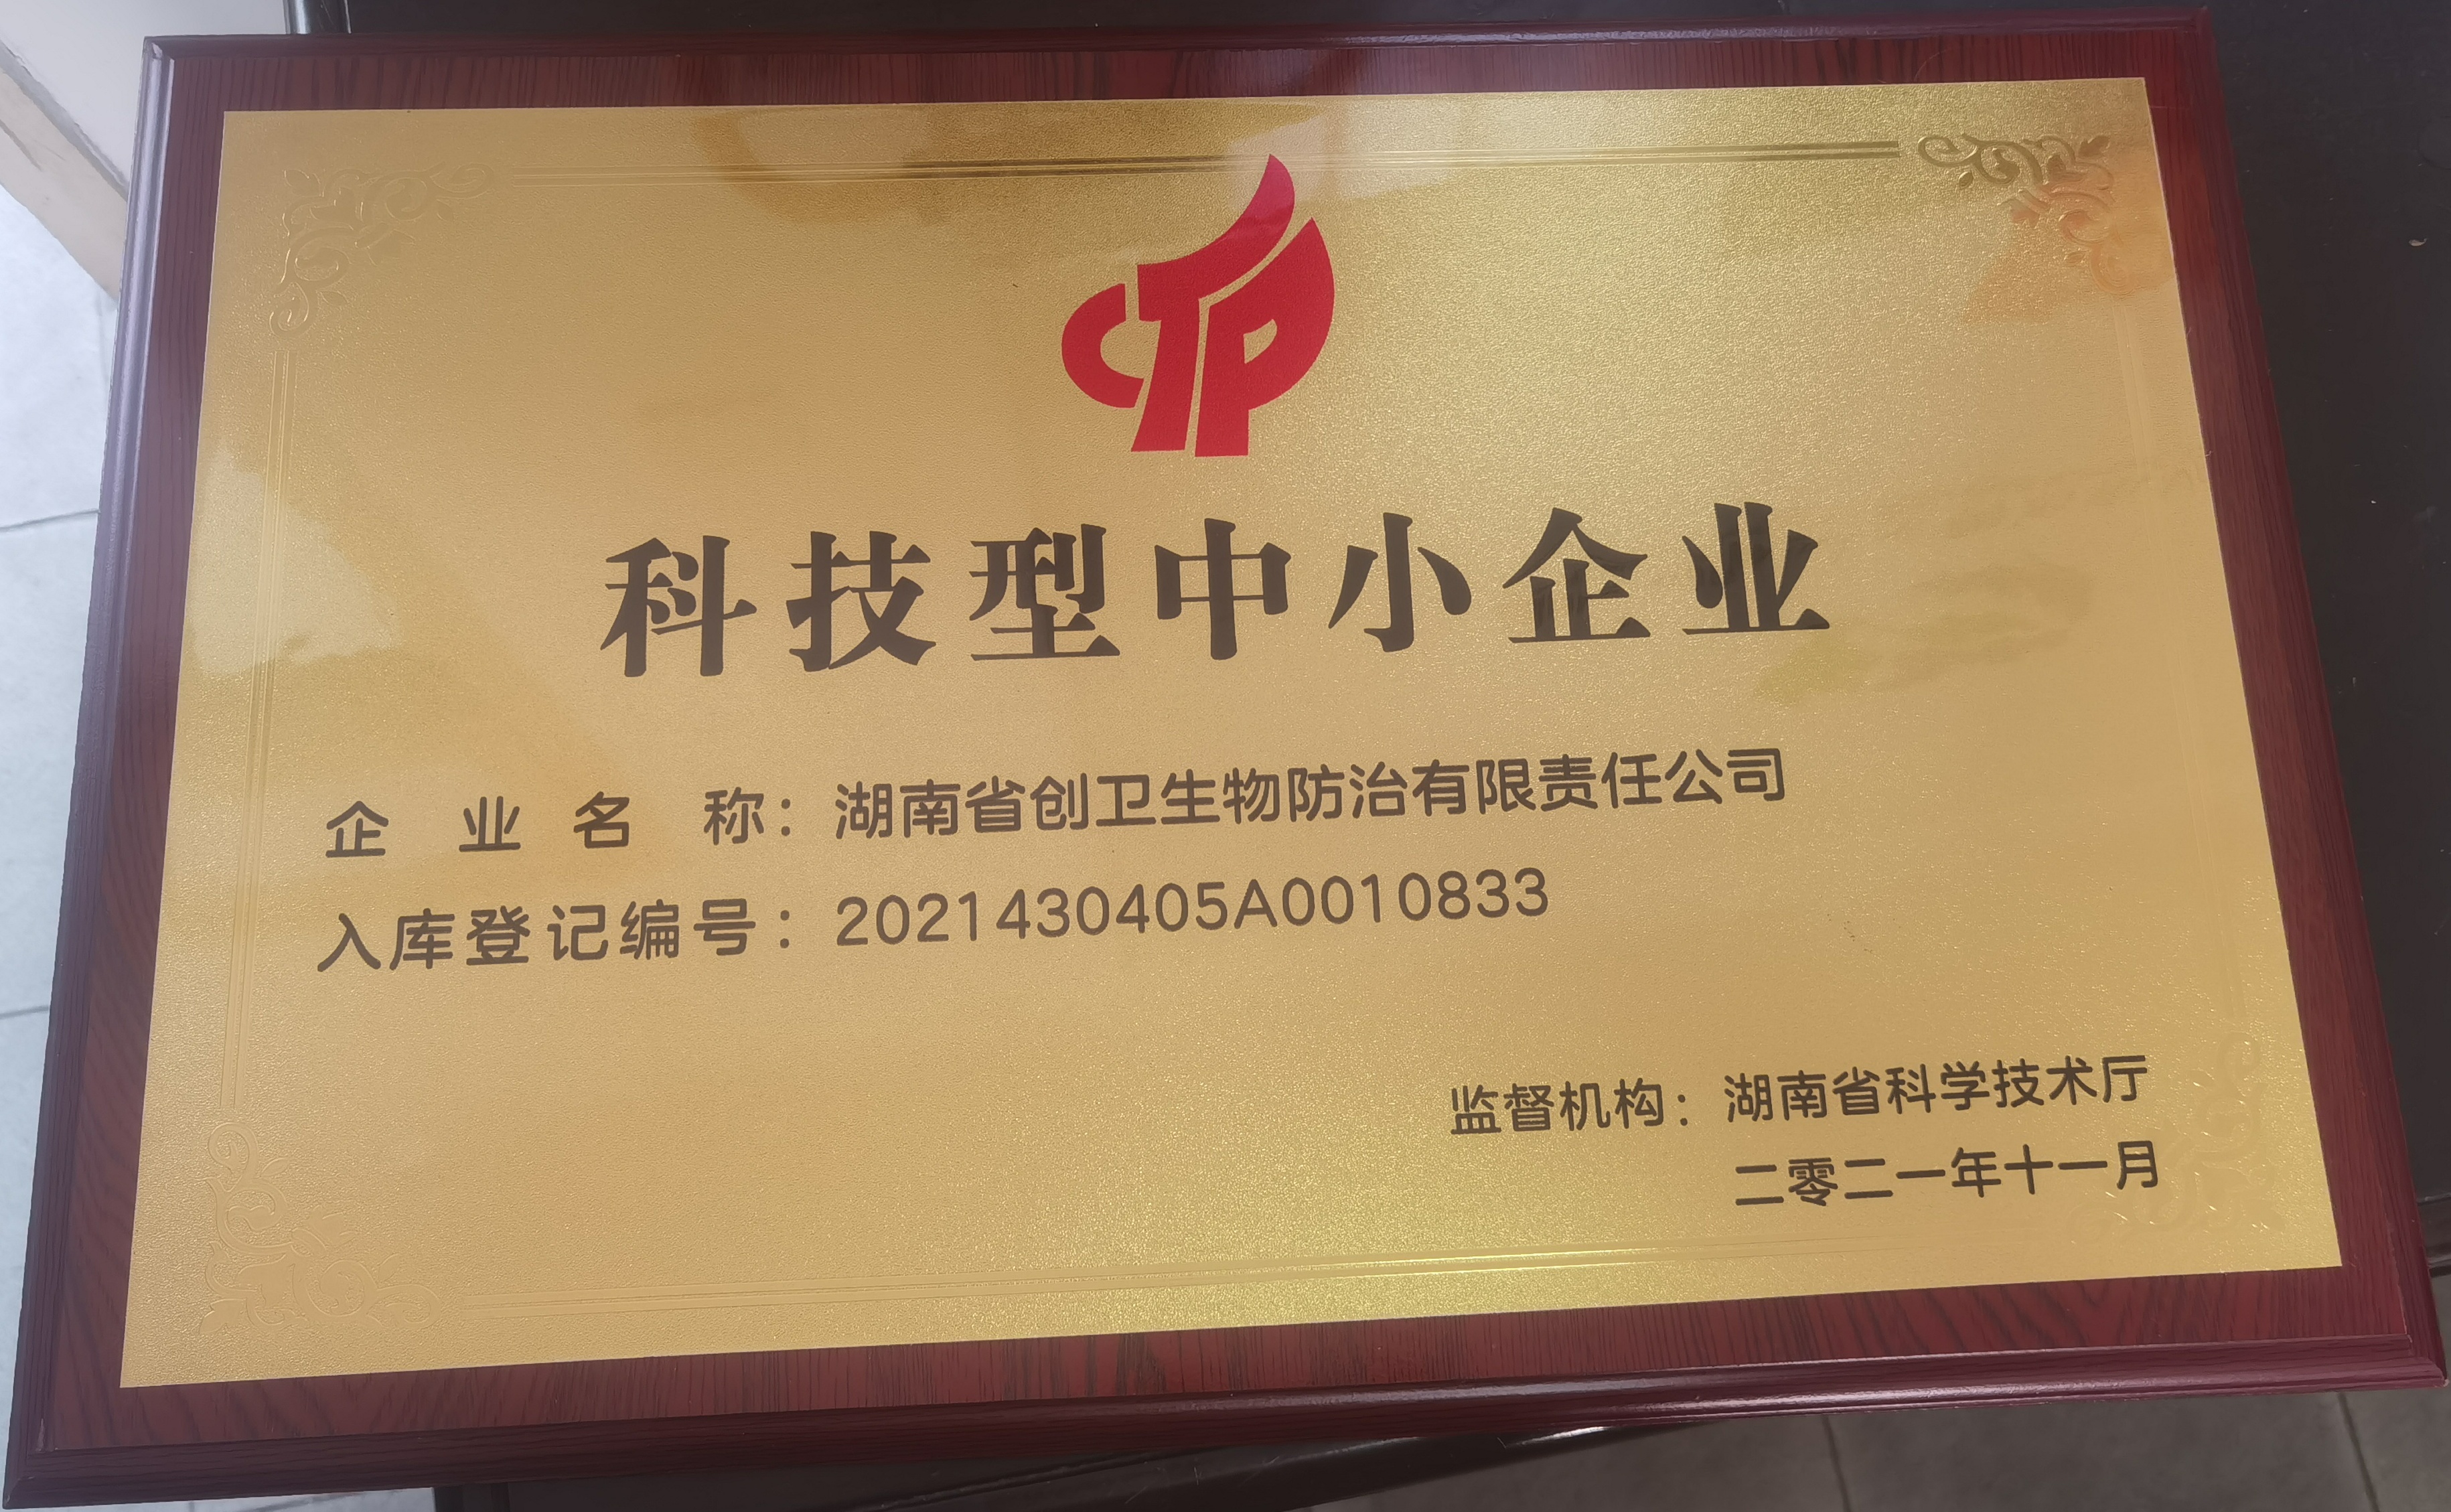 CTP
科技型中小企业
企业名称：湖南省创卫生物防治有限责任公司
入库登记编号：2021430405A0010833
监督机构：湖南省科学技术厅
二零二一年十一月